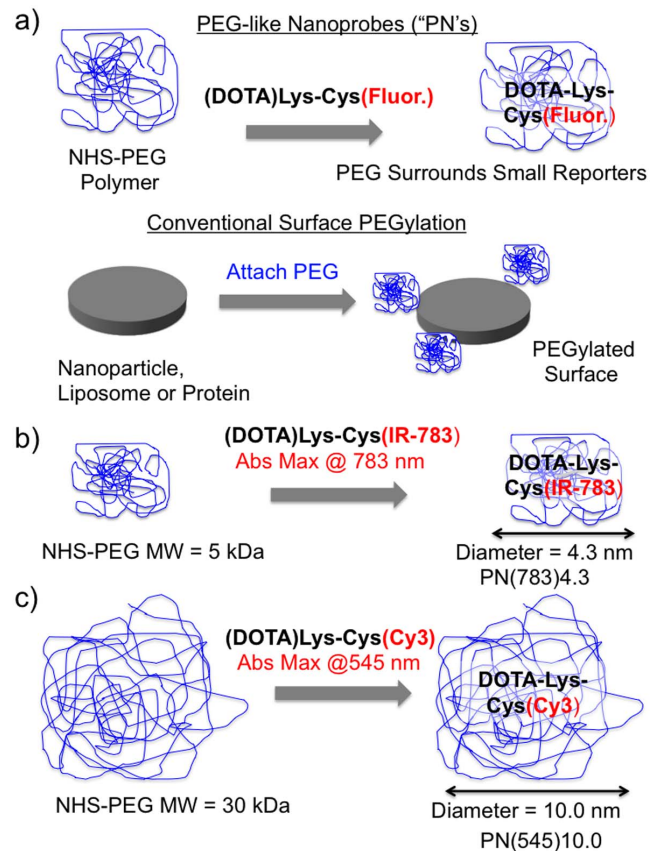 a)
PEG-like Nanoprobes (“PN’s)
(DOTA)Lys-Cys(Fluor.)
DOTA-Lys-
Cys(Fluor.)
NHS-PEG
Polymer
PEG Surrounds Small Reporters
Conventional Surface PEGylation
Attach PEG
Nanoparticle,
Liposome or Protein
PEGylated
Surface
b)
(DOTA)Lys-Cys(IR-783)
Abs Max @ 783 nm
DOTA-Lys-
Cys(IR-783)
NHS-PEG MW = 5 kDa
Diameter = 4.3 nm
PN(783)4.3
c)
(DOTA)Lys-Cys(Cy3)
Abs Max @545 nm
DOTA-Lys-
Cys(Cy3)
NHS-PEG MW = 30 kDa
Diameter = 10.0 nm
PN(545)10.0